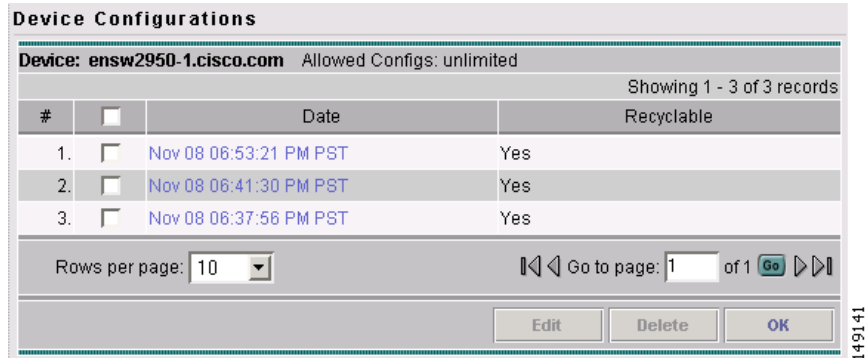 Device Configurations
Device: ensw2950-1.cisco.com Allowed Configs: unlimited
Showing 1 - 3 of 3 records
# Date Recyclable
1. Nov 08 06:53:21 PM PST Yes
2. Nov 08 06:41:30 PM PST Yes
3. Nov 08 06:37:56 PM PST Yes
Rows per page: 10 Go to page: 1 of 1 Go
Edit Delete OK
49141